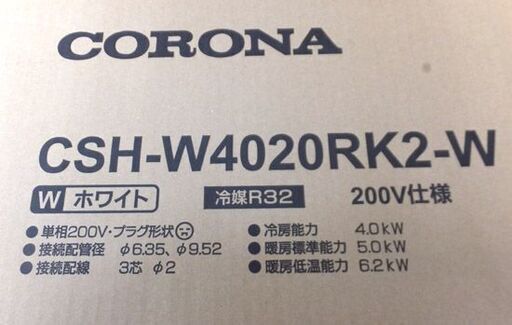 CORONA
CSH-W4020RK2-W
W ホワイト 冷媒R32 200V仕様
●単相200V・プラグ形状 ●冷房能力 4.0kW
●接続配管径 φ6.35、φ9.52 ●暖房標準能力 5.0kW
●接続配線 3芯 φ2 ●暖房低温能力 6.2kW